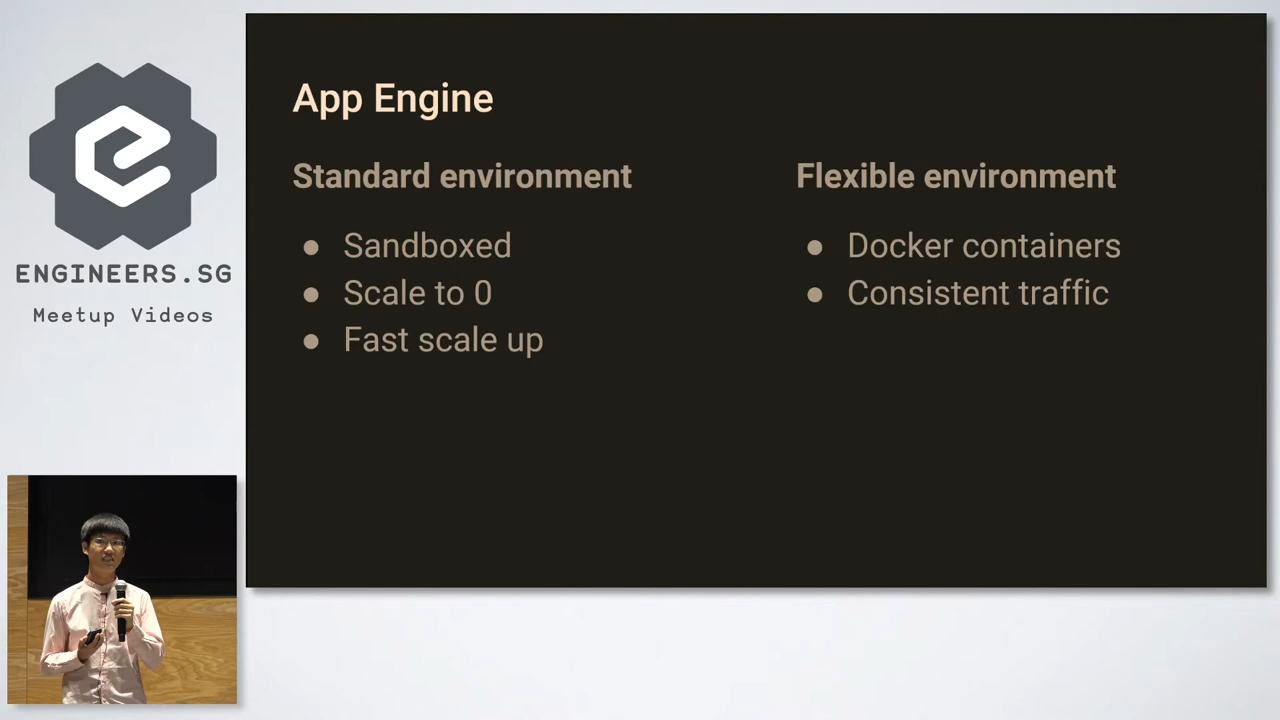 ENGINEERS.SG
Meetup Videos
App Engine
Standard environment
● Sandboxed
● Scale to 0
● Fast scale up
Flexible environment
● Docker containers
● Consistent traffic